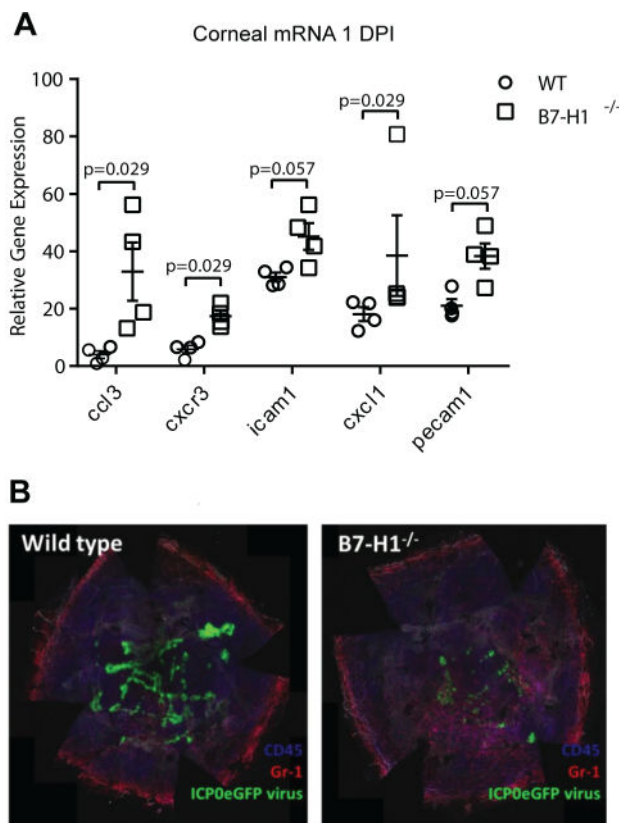 A
Corneal mRNA 1 DPI
Relative Gene Expression
100
80
60
40
20
0
p=0.029
p=0.029
p=0.057
p=0.029
p=0.057
WT
B7-H1 -/-
ccl3
cxcr3
icam1
cxcl1
pecam1
B
Wild type
CD45
Gr-1
ICP0eGFP virus
B7-H1-/-
CD45
Gr-1
ICP0eGFP virus